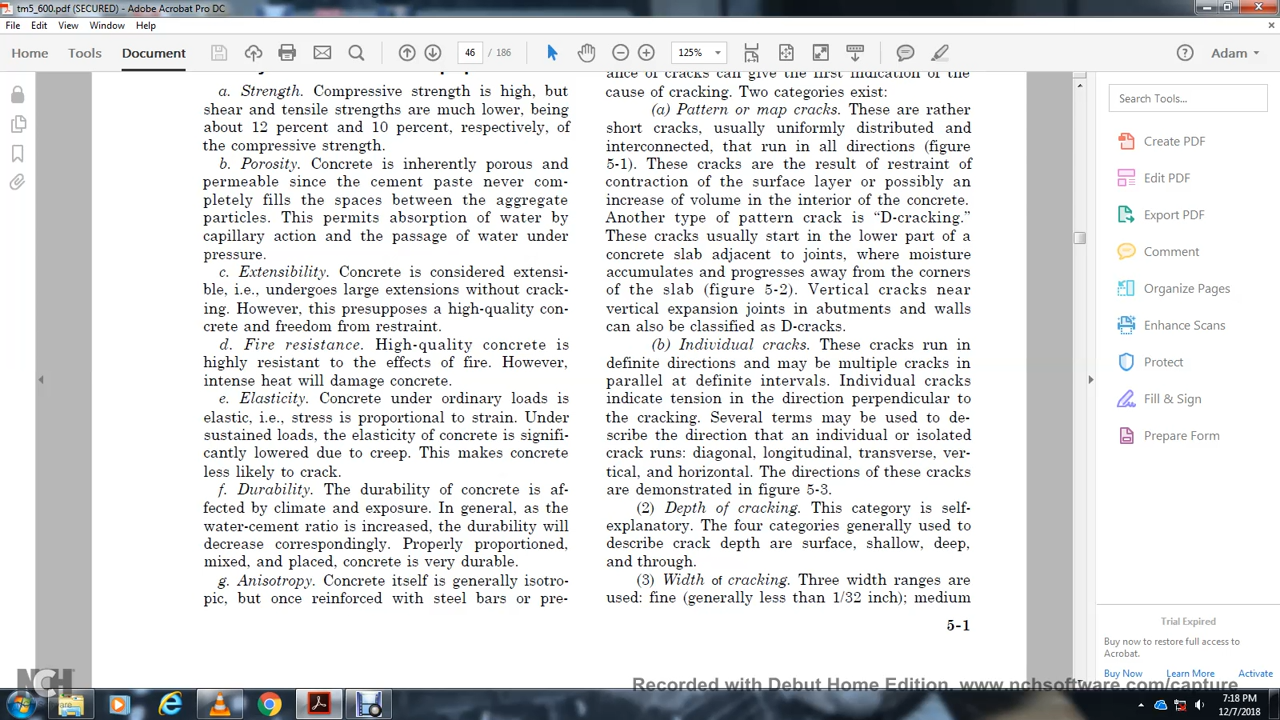 tm5_600.pdf (SECURED) - Adobe Acrobat Pro DC
File Edit View Window Help
Home Tools Document 46 / 186 125% Adam
a. Strength. Compressive strength is high, but
shear and tensile strengths are much lower, being
about 12 percent and 10 percent, respectively, of
the compressive strength.
b. Porosity. Concrete is inherently porous and
permeable since the cement paste never com-
pletely fills the spaces between the aggregate
particles. This permits absorption of water by
capillary action and the passage of water under
pressure.
c. Extensibility. Concrete is considered extensi-
ble, i.e., undergoes large extensions without crack-
ing. However, this presupposes a high-quality con-
crete and freedom from restraint.
d. Fire resistance. High-quality concrete is
highly resistant to the effects of fire. However,
intense heat will damage concrete.
e. Elasticity. Concrete under ordinary loads is
elastic, i.e., stress is proportional to strain. Under
sustained loads, the elasticity of concrete is signifi-
cantly lowered due to creep. This makes concrete
less likely to crack.
f. Durability. The durability of concrete is af-
fected by climate and exposure. In general, as the
water-cement ratio is increased, the durability will
decrease correspondingly. Properly proportioned,
mixed, and placed, concrete is very durable.
g. Anisotropy. Concrete itself is generally isotro-
pic, but once reinforced with steel bars or pre-
ance of cracks can give the first indication of the
cause of cracking. Two categories exist:
(a) Pattern or map cracks. These are rather
short cracks, usually uniformly distributed and
interconnected, that run in all directions (figure
5-1). These cracks are the result of restraint of
contraction of the surface layer or possibly an
increase of volume in the interior of the concrete.
Another type of pattern crack is “D-cracking.”
These cracks usually start in the lower part of a
concrete slab adjacent to joints, where moisture
accumulates and progresses away from the corners
of the slab (figure 5-2). Vertical cracks near
vertical expansion joints in abutments and walls
can also be classified as D-cracks.
(b) Individual cracks. These cracks run in
definite directions and may be multiple cracks in
parallel at definite intervals. Individual cracks
indicate tension in the direction perpendicular to
the cracking. Several terms may be used to de-
scribe the direction that an individual or isolated
crack runs: diagonal, longitudinal, transverse, ver-
tical, and horizontal. The directions of these cracks
are demonstrated in figure 5-3.
(2) Depth of cracking. This category is self-
explanatory. The four categories generally used to
describe crack depth are surface, shallow, deep,
and through.
(3) Width of cracking. Three width ranges are
used: fine (generally less than 1/32 inch); medium
5-1
Search Tools...
Create PDF
Edit PDF
Export PDF
Comment
Organize Pages
Enhance Scans
Protect
Fill & Sign
Prepare Form
Trial Expired
Buy now to restore full access to
Acrobat.
Buy Now Learn More Activate
NCH
Recorded with Debut Home Edition. www.nchsoftware.com/capture
7:18 PM
12/7/2018